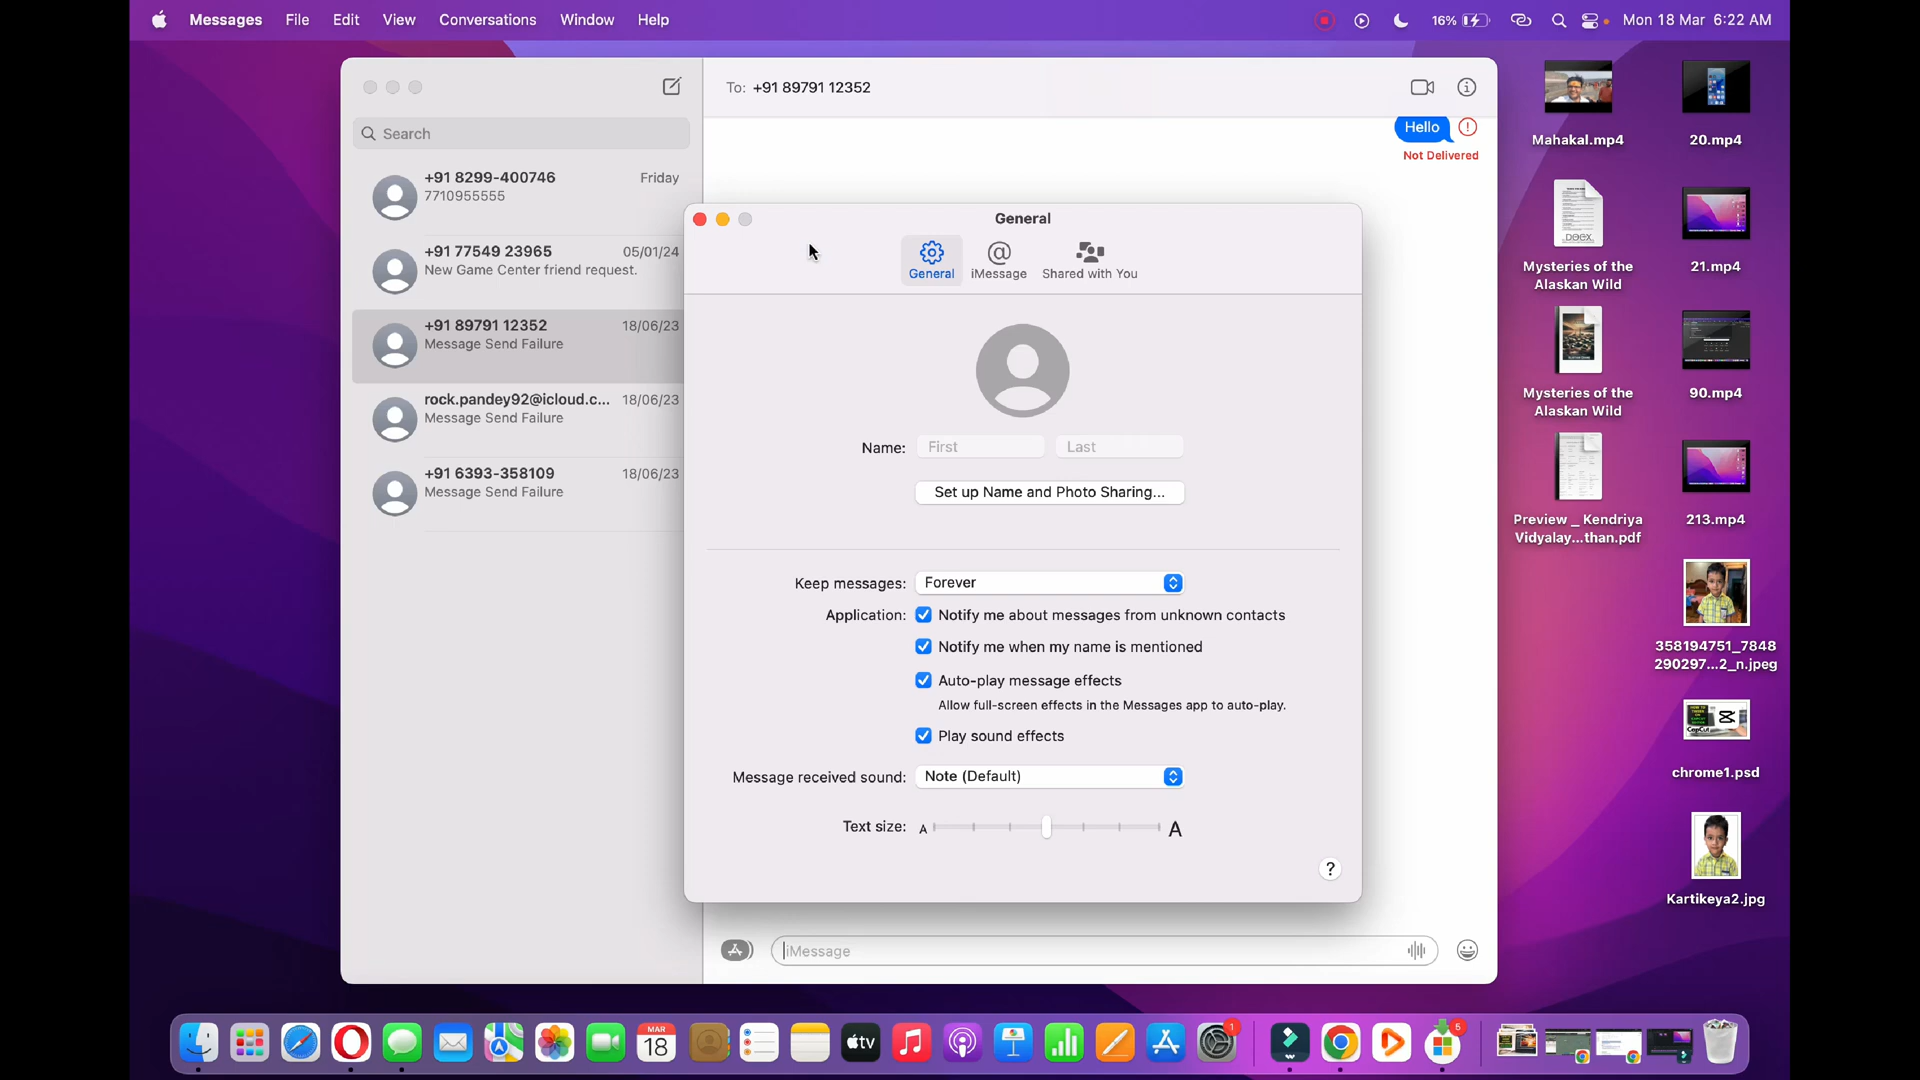 Messages File Edit View Conversations Window Help
16% Mon 18 Mar 6:22 AM
Search
+91 8299-400746 Friday
7710955555
+91 77549 23965 05/01/24
New Game Center friend request.
+91 89791 12352 18/06/23
Message Send Failure
rock.pandey92@icloud.c... 18/06/23
Message Send Failure
+91 6393-358109 18/06/23
Message Send Failure
To: +91 89791 12352
Hello
Not Delivered
General
General iMessage Shared with You
Name: First Last
Set up Name and Photo Sharing...
Keep messages: Forever
Application: Notify me about messages from unknown contacts
Notify me when my name is mentioned
Auto-play message effects
Allow full-screen effects in the Messages app to auto-play.
Play sound effects
Message received sound: Note (Default)
Text size: A A
?
iMessage
Mahakal.mp4
20.mp4
DOCX
Mysteries of the
Alaskan Wild
21.mp4
Mysteries of the
Alaskan Wild
90.mp4
Preview _ Kendriya
Vidyalay...than.pdf
213.mp4
358194751_7848
290297...2_n.jpeg
CapCut
chrome1.psd
Kartikeya2.jpg
MAR
18
tv
1
5